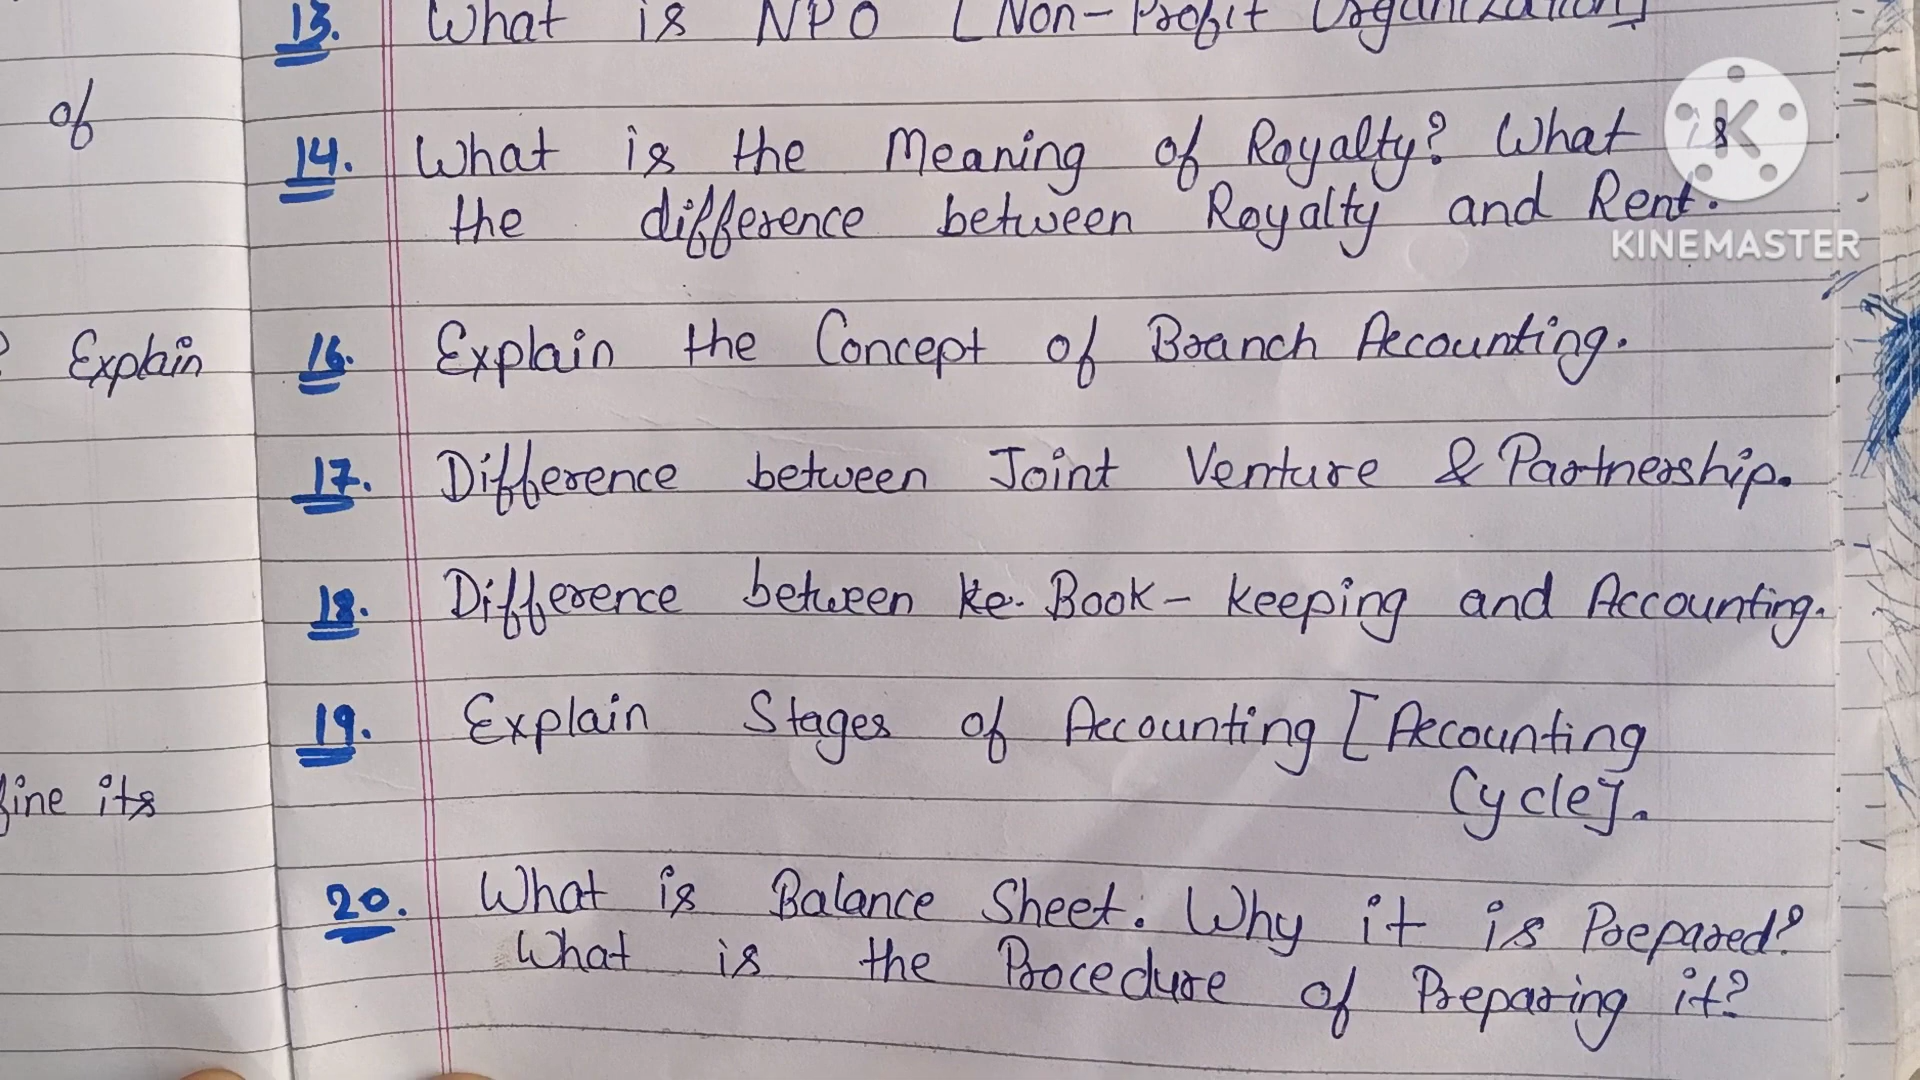 of
Explain
fine its
13. What is NPO [Non-Profit Organization]
14. What is the Meaning of Royalty? What is
the difference between Royalty and Rent.
16. Explain the Concept of Branch Accounting.
17. Difference between Joint Venture & Partnership.
18. Difference between ke. Book-keeping and Accounting.
19. Explain Stages of Accounting [Accounting
Cycle].
20. What is Balance Sheet. Why it is Prepared?
What is the Procedure of Preparing it?
KINEMASTER